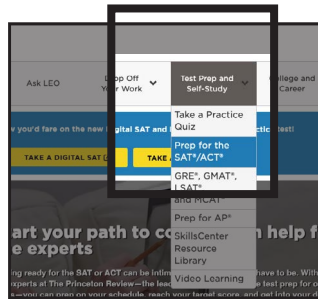 Ask LEO
Drop Off
Your Work
Test Prep and
Self-Study
College and
Career
Take a Practice
Quiz
Prep for the
SAT®/ACT®
GRE®, GMAT®,
LSAT®
and MCAT®
Prep for AP®
SkillsCenter
Resource
Library
Video Learning
you'd fare on the new digital SAT and
test!
TAKE A DIGITAL SAT
TAKE
art your path to co
n help f
e experts
ng ready for the SAT or ACT can be intim
have to be. With
xperts at The Princeton Review—the lea
e test prep for o
s—you can prep on your schedule, reach your target score, and get into your d